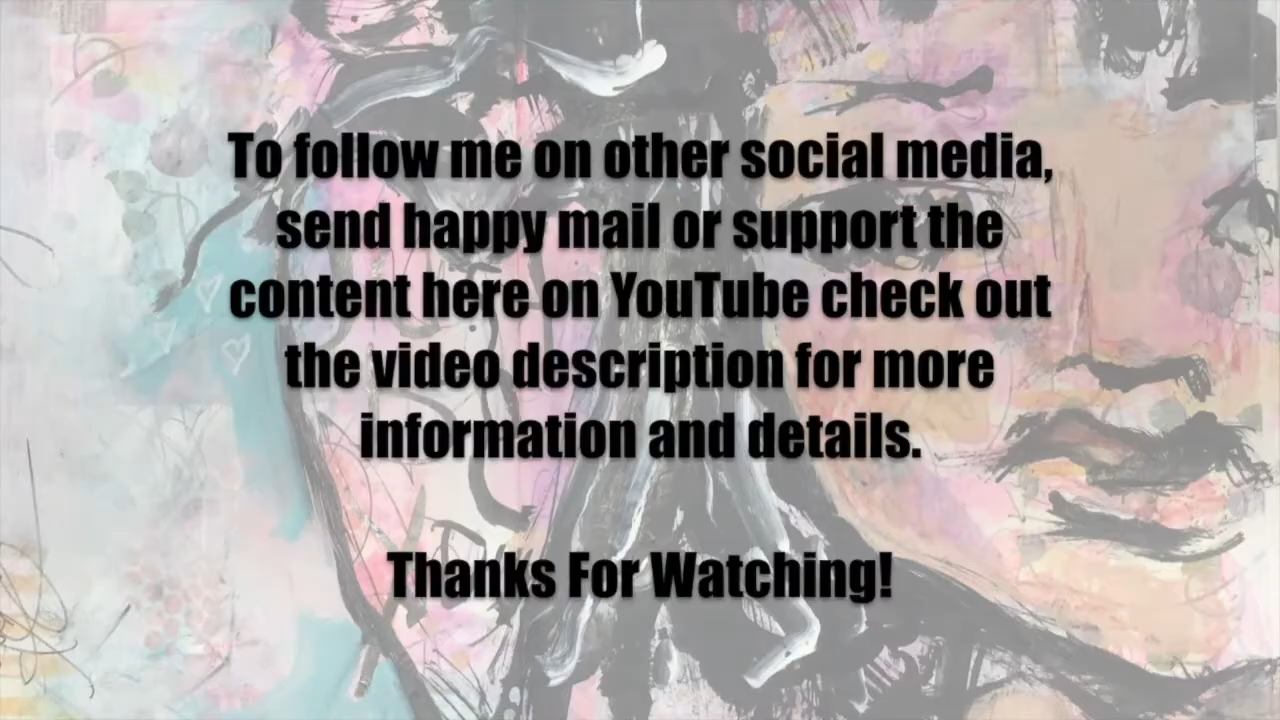 To follow me on other social media,
send happy mail or support the
content here on YouTube check out
the video description for more
information and details.
Thanks For Watching!